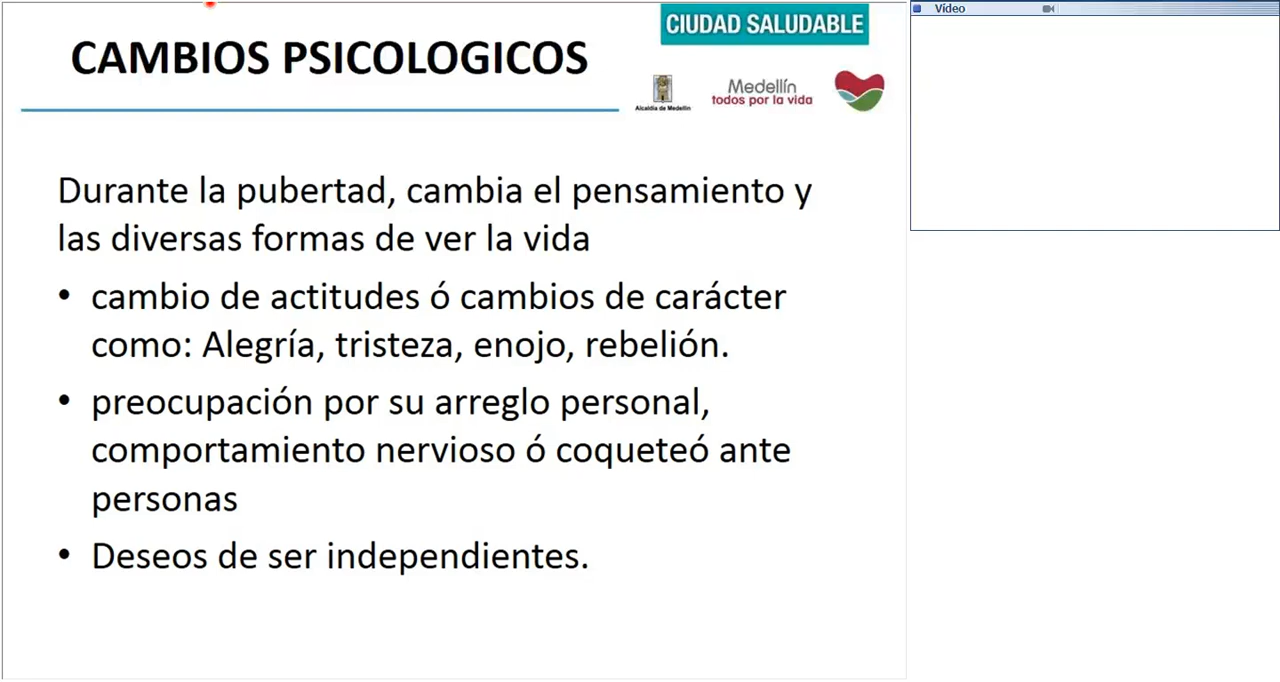 CIUDAD SALUDABLE
CAMBIOS PSICOLOGICOS
Alcaldía de Medellín
Medellín
todos por la vida
Durante la pubertad, cambia el pensamiento y
las diversas formas de ver la vida
• cambio de actitudes ó cambios de carácter
como: Alegría, tristeza, enojo, rebelión.
• preocupación por su arreglo personal,
comportamiento nervioso ó coqueteó ante
personas
• Deseos de ser independientes.
Vídeo